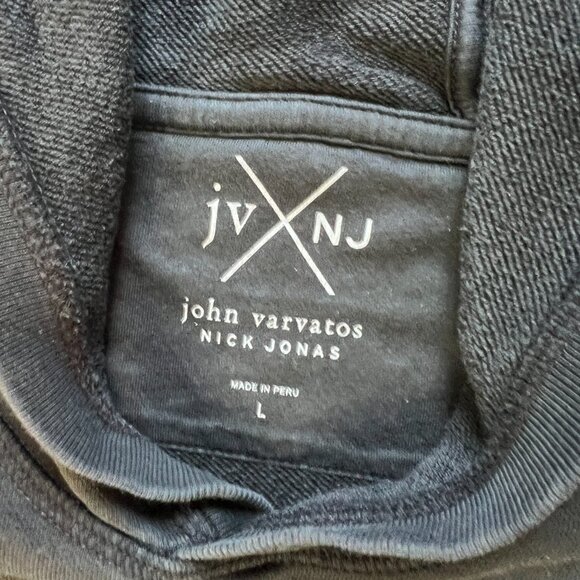 jv X NJ
john varvatos
NICK JONAS
MADE IN PERU
L